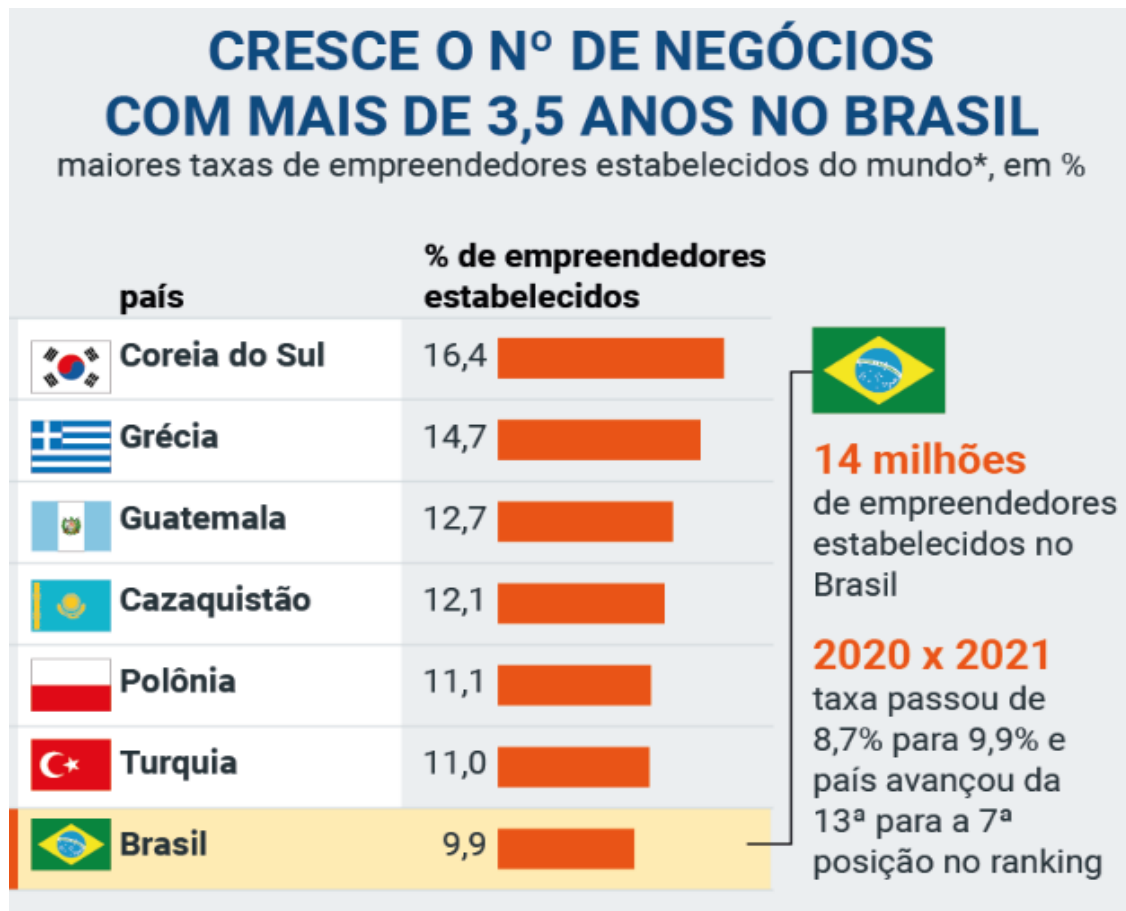 CRESCE O Nº DE NEGÓCIOS
COM MAIS DE 3,5 ANOS NO BRASIL
maiores taxas de empreendedores estabelecidos do mundo*, em %
país
% de empreendedores
estabelecidos
Coreia do Sul 16,4
Grécia 14,7
Guatemala 12,7
Cazaquistão 12,1
Polônia 11,1
Turquia 11,0
Brasil 9,9
14 milhões
de empreendedores
estabelecidos no
Brasil
2020 x 2021
taxa passou de
8,7% para 9,9% e
país avançou da
13ª para a 7ª
posição no ranking